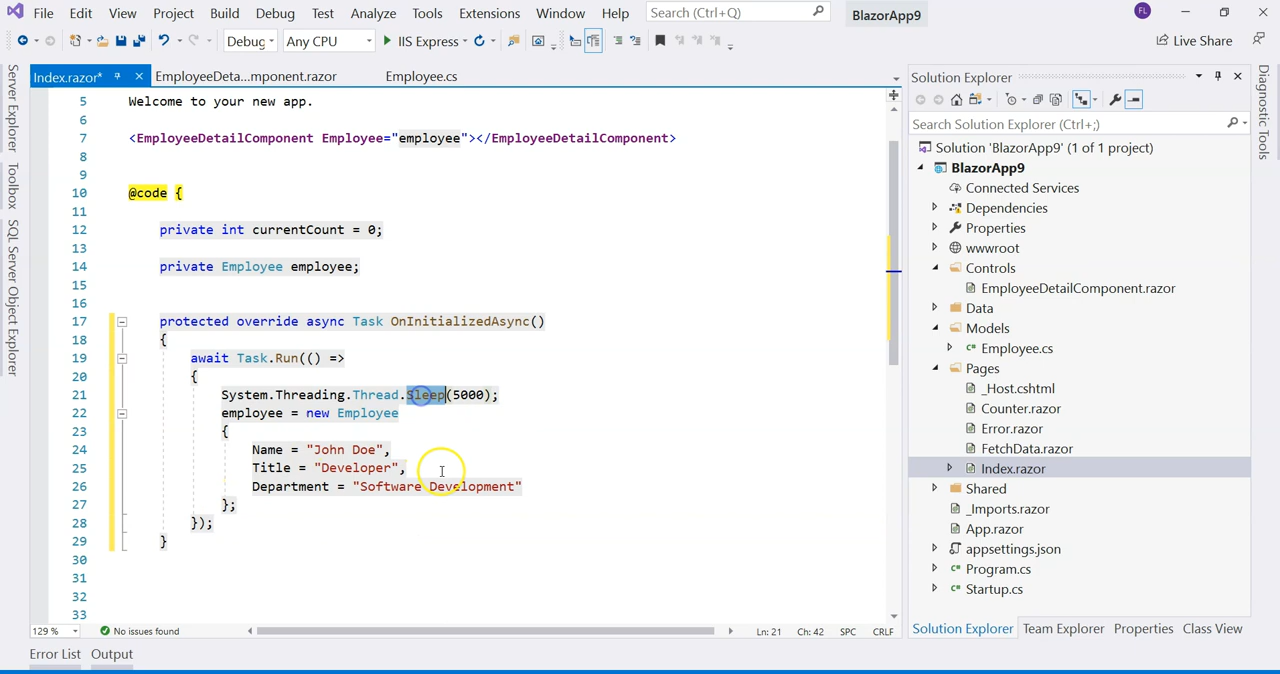 File Edit View Project Build Debug Test Analyze Tools Extensions Window Help Search (Ctrl+Q) BlazorApp9 FL
Debug Any CPU IIS Express Live Share
Server Explorer
Toolbox
SQL Server Object Explorer
Index.razor* EmployeeDeta...mponent.razor Employee.cs
5 Welcome to your new app.
6
7 <EmployeeDetailComponent Employee="employee"></EmployeeDetailComponent>
8
9
10 @code {
11
12 private int currentCount = 0;
13
14 private Employee employee;
15
16
17 protected override async Task OnInitializedAsync()
18 {
19 await Task.Run(() =>
20 {
21 System.Threading.Thread.Sleep(5000);
22 employee = new Employee
23 {
24 Name = "John Doe",
25 Title = "Developer",
26 Department = "Software Development"
27 };
28 });
29 }
30
31
32
33
129 % No issues found Ln: 21 Ch: 42 SPC CRLF
Error List Output
Solution Explorer
Search Solution Explorer (Ctrl+;)
Solution 'BlazorApp9' (1 of 1 project)
BlazorApp9
Connected Services
Dependencies
Properties
wwwroot
Controls
EmployeeDetailComponent.razor
Data
Models
C# Employee.cs
Pages
_Host.cshtml
Counter.razor
Error.razor
FetchData.razor
Index.razor
Shared
_Imports.razor
App.razor
appsettings.json
C# Program.cs
C# Startup.cs
Solution Explorer Team Explorer Properties Class View
Diagnostic Tools